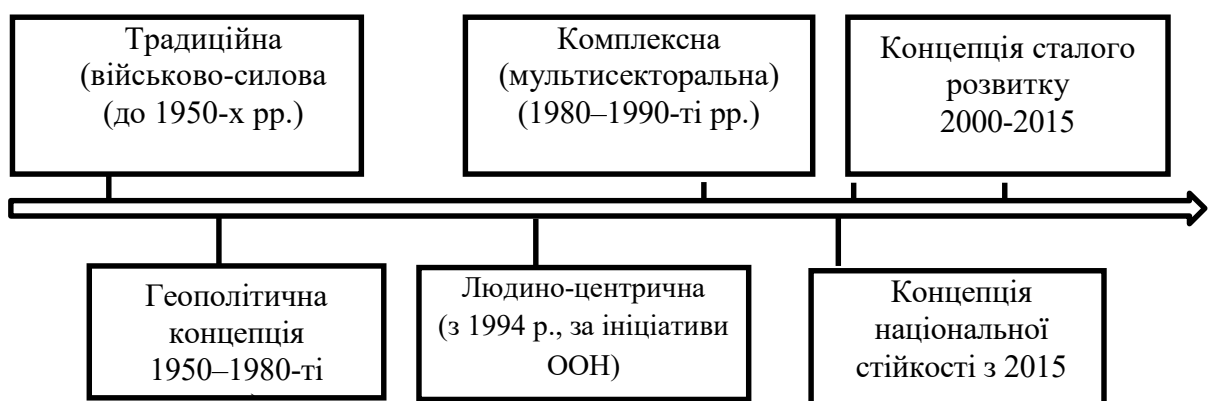 Традиційна
(військово-силова
(до 1950-х рр.)
Комплексна
(мультисекторальна)
(1980–1990-ті рр.)
Концепція сталого
розвитку
2000-2015
Геополітична
концепція
1950–1980-ті
Людино-центрична
(з 1994 р., за ініціативи
ООН)
Концепція
національної
стійкості з 2015